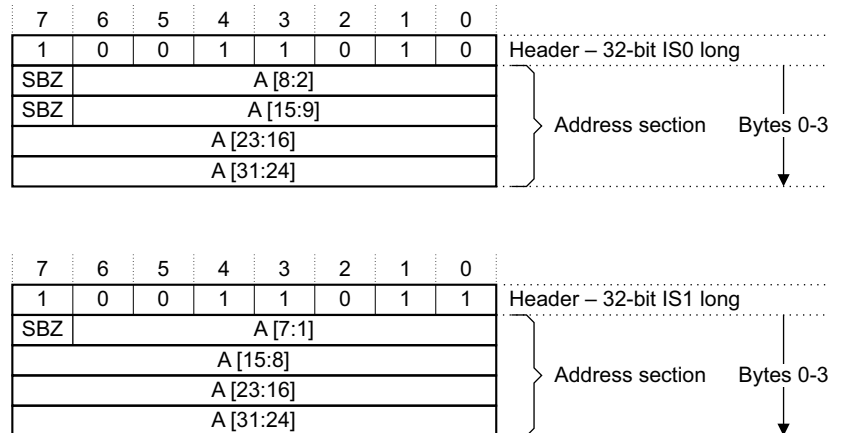 7 6 5 4 3 2 1 0
1 0 0 1 1 0 1 0 Header – 32-bit IS0 long
SBZ A [8:2]
SBZ A [15:9]
Address section Bytes 0-3
A [23:16]
A [31:24]
7 6 5 4 3 2 1 0
1 0 0 1 1 0 1 1 Header – 32-bit IS1 long
SBZ A [7:1]
A [15:8]
Address section Bytes 0-3
A [23:16]
A [31:24]